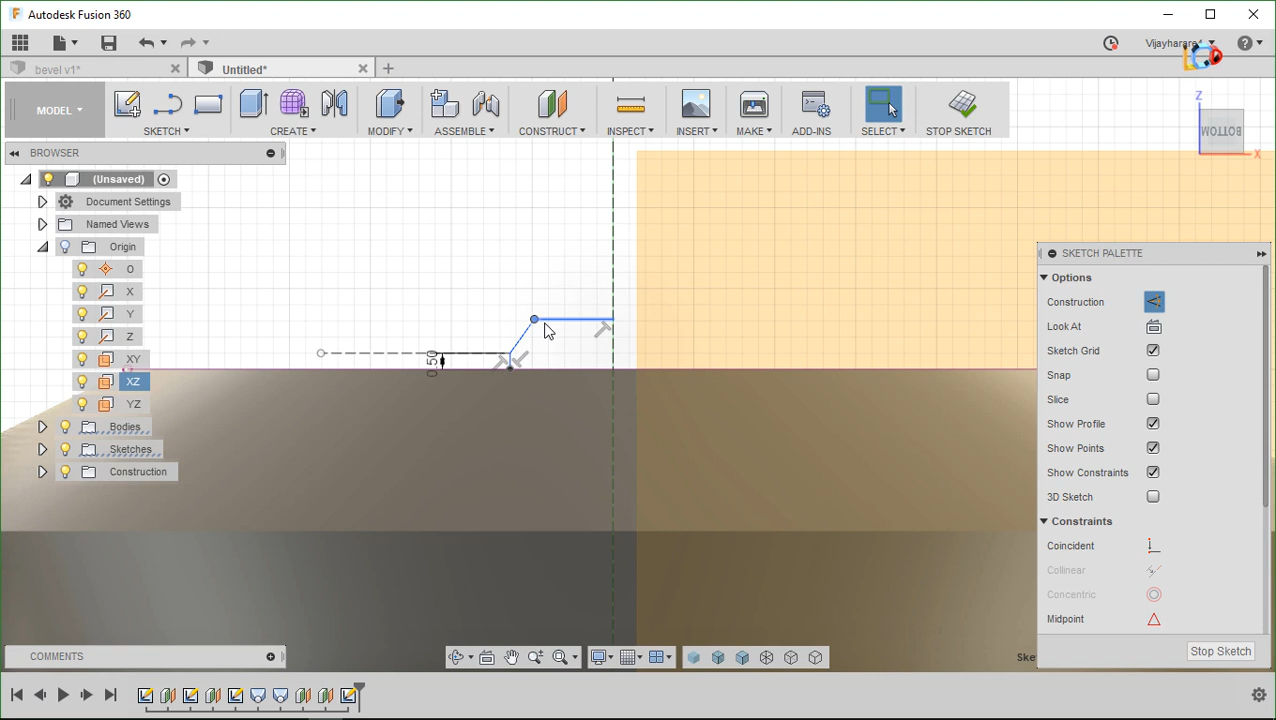 Autodesk Fusion 360
Vijayharare4
bevel v1*
Untitled*
MODEL
SKETCH
CREATE
MODIFY
ASSEMBLE
CONSTRUCT
INSPECT
INSERT
MAKE
ADD-INS
SELECT
STOP SKETCH
Z
BOTTOM
X
BROWSER
(Unsaved)
Document Settings
Named Views
Origin
O
X
Y
Z
XY
XZ
YZ
Bodies
Sketches
Construction
0.50
SKETCH PALETTE
Options
Construction
Look At
Sketch Grid
Snap
Slice
Show Profile
Show Points
Show Constraints
3D Sketch
Constraints
Coincident
Collinear
Concentric
Midpoint
Stop Sketch
COMMENTS